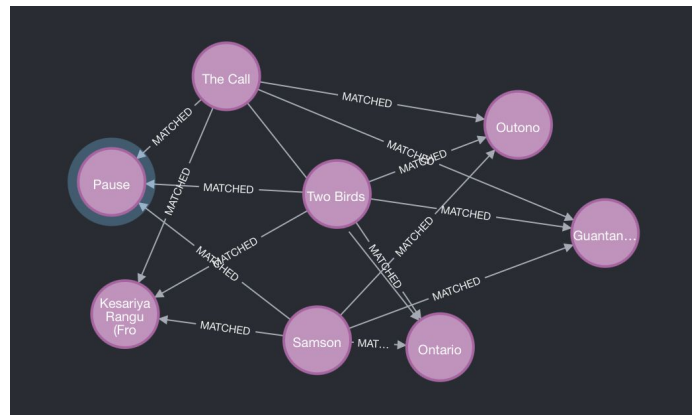 The Call
MATCHED
Outono
MATCHED
MATCHED
MATCHED
Pause
MATCHED
Two Birds
MATCHED
MATCHED
Guantan…
MATCHED
MATCHED
MATCHED
MATCHED
MATCHED
Kesariya
Rangu
(Fro
MATCHED
Samson
MAT…
Ontario